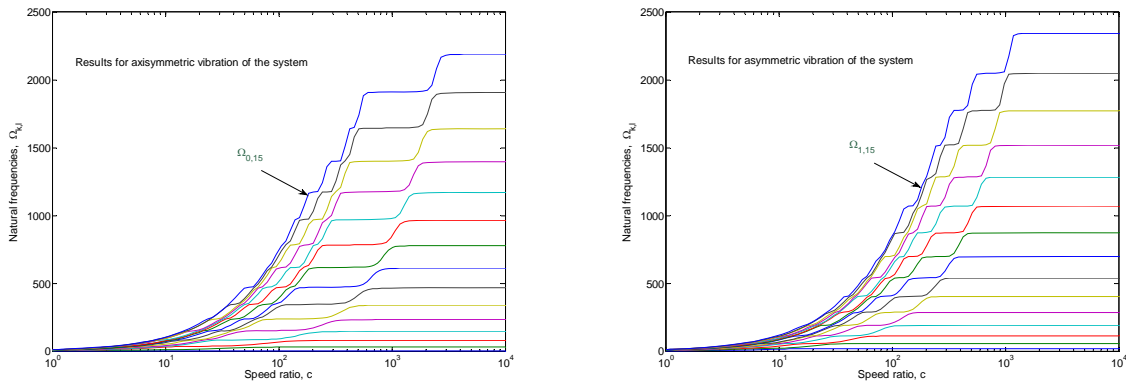 2500
2000
1500
1000
500
0
Natural frequencies, Ω_k,l
Results for axisymmetric vibration of the system
Ω_0,15
10^0
10^1
10^2
10^3
10^4
Speed ratio, c
2500
2000
1500
1000
500
0
Natural frequencies, Ω_k,l
Results for asymmetric vibration of the system
Ω_1,15
10^0
10^1
10^2
10^3
10^4
Speed ratio, c